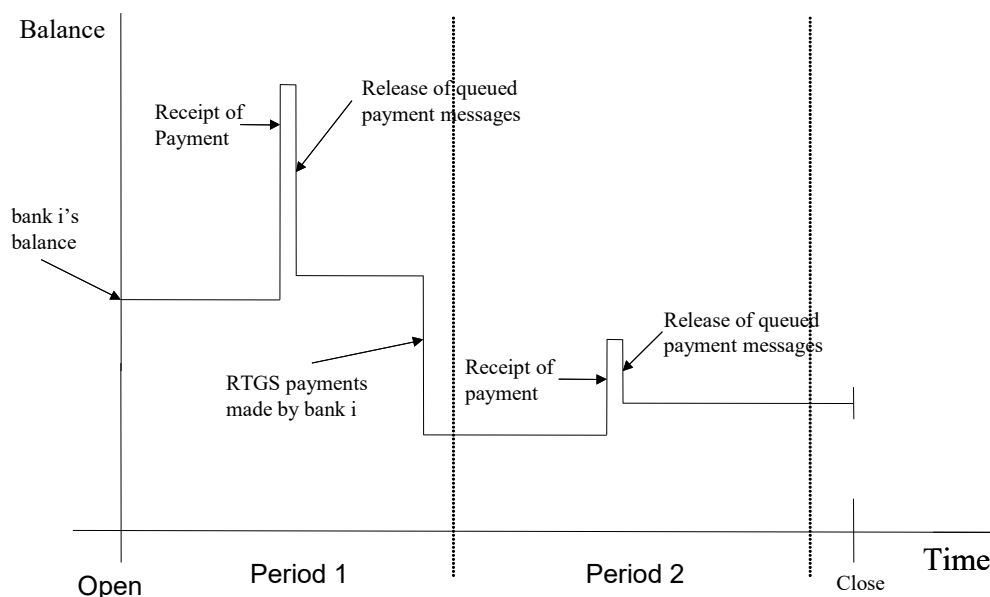 Balance
Release of queued
payment messages
Receipt of
Payment
bank i’s
balance
Release of queued
payment messages
Receipt of
payment
RTGS payments
made by bank i
Time
Open
Period 1
Period 2
Close